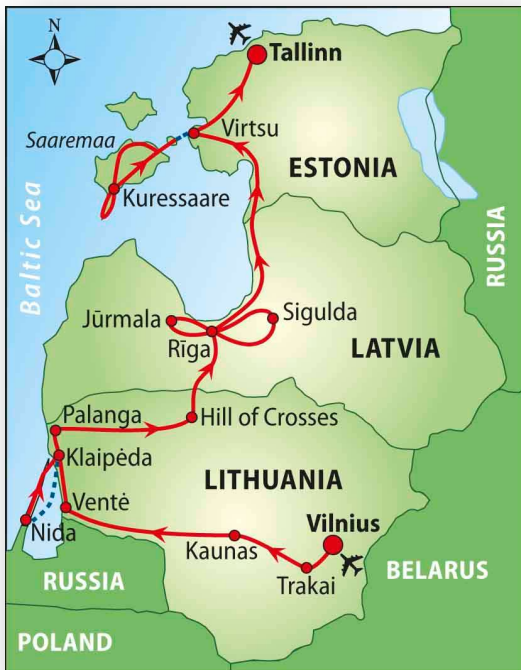 N
Tallinn
Virtsu
Saaremaa
ESTONIA
Kuressaare
Baltic Sea
RUSSIA
Jūrmala
Sigulda
Rīga
LATVIA
Palanga
Hill of Crosses
Klaipėda
LITHUANIA
Ventė
Vilnius
Nida
Kaunas
Trakai
BELARUS
RUSSIA
POLAND